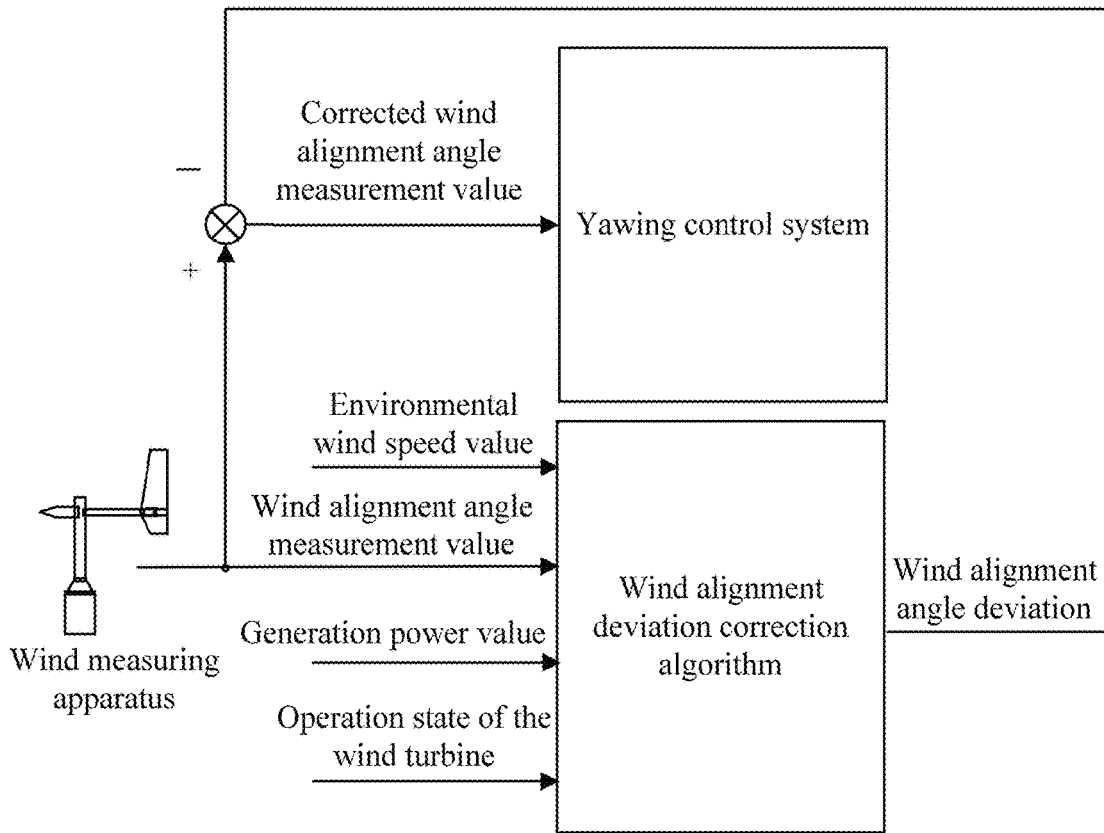 Corrected wind
alignment angle
measurement value
−
+
Yawing control system
Environmental
wind speed value
Wind alignment angle
measurement value
Generation power value
Operation state of the
wind turbine
Wind measuring
apparatus
Wind alignment
deviation correction
algorithm
Wind alignment
angle deviation